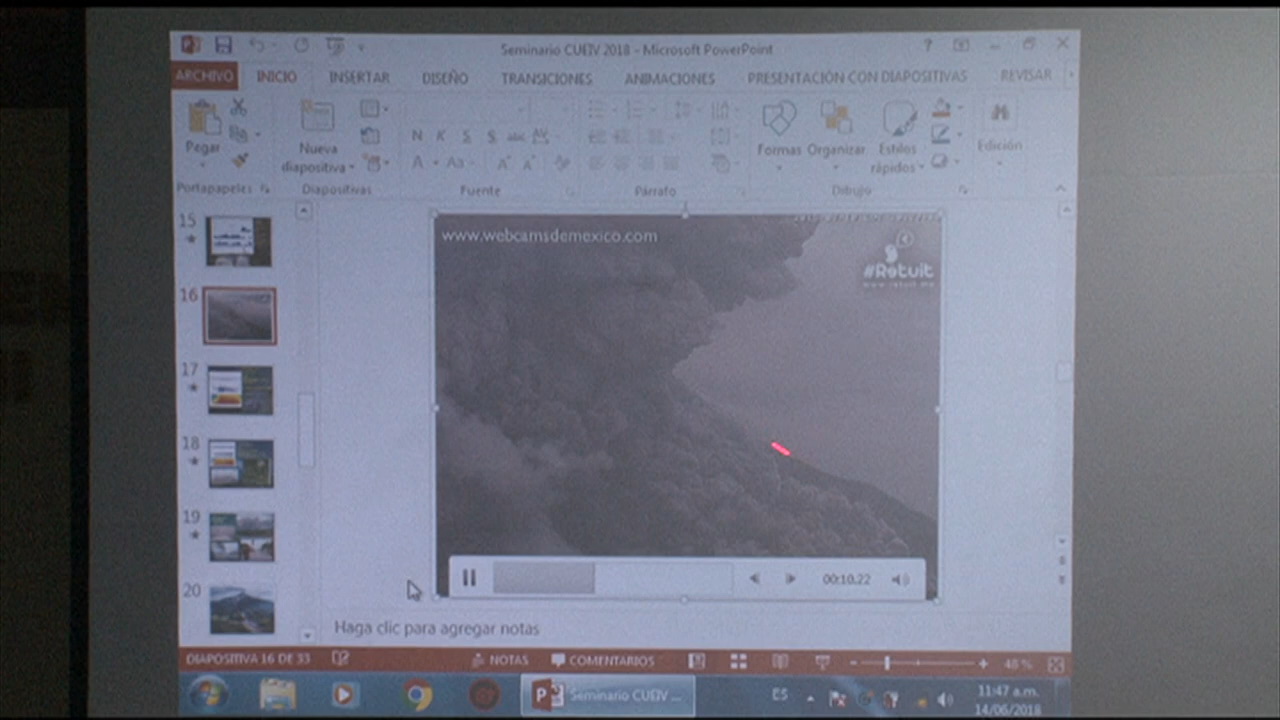 Seminario CUEIV 2018 - Microsoft PowerPoint
?
ARCHIVO INICIO INSERTAR DISEÑO TRANSICIONES ANIMACIONES PRESENTACIÓN CON DIAPOSITIVAS REVISAR
Pegar
Nueva
diapositiva
N K S S abc AV
A Aa A A
Formas Organizar Estilos
rápidos
Edición
Portapapeles Diapositivas Fuente Párrafo Dibujo
15
16
17
18
19
20
www.webcamsdemexico.com
#Retuit
00:10.22
Haga clic para agregar notas
DIAPOSITIVA 16 DE 33 NOTAS COMENTARIOS 48 %
Seminario CUEIV ...
ES
11:47 a.m.
14/06/2018